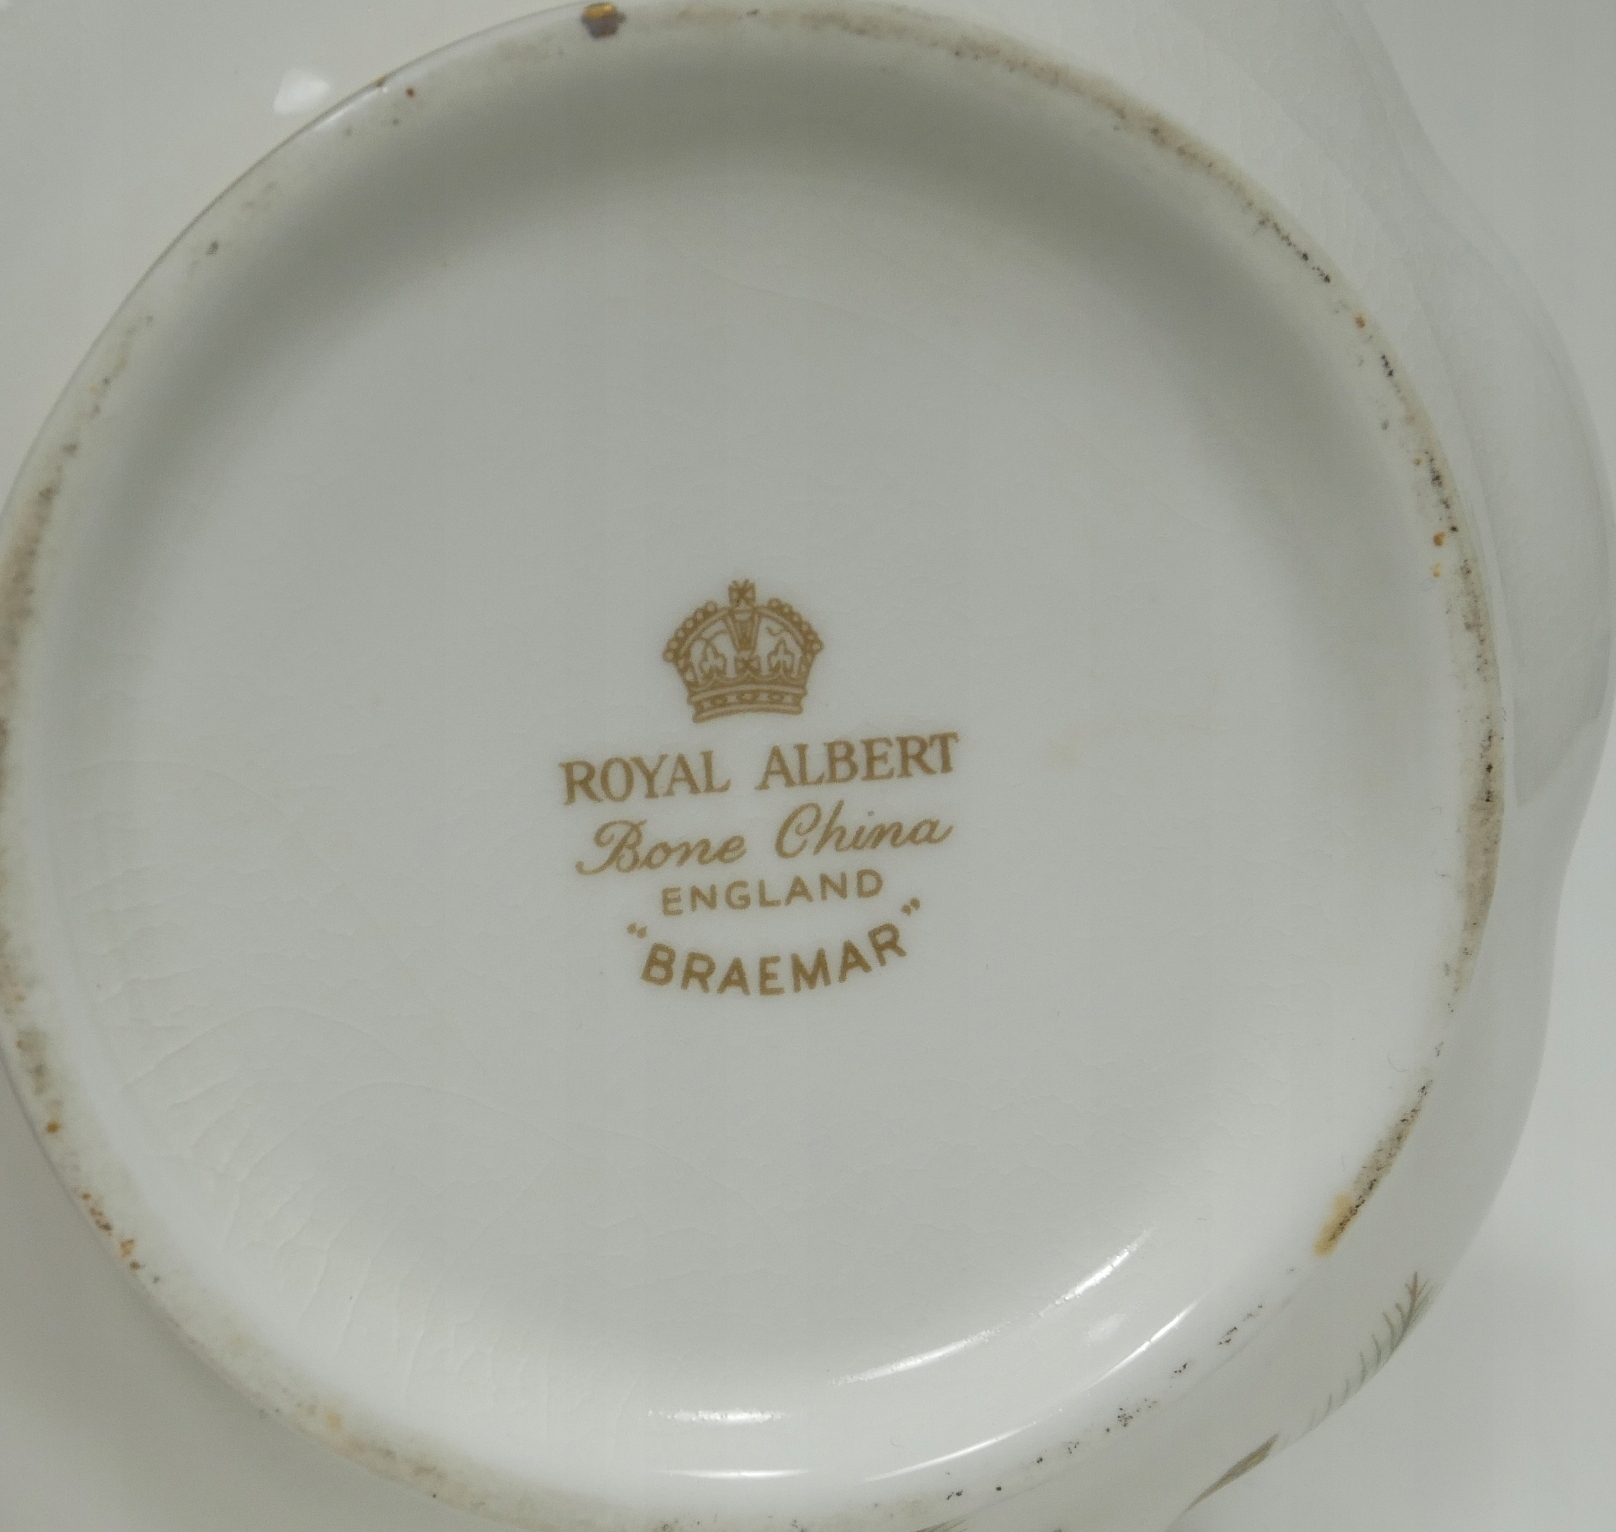 ROYAL ALBERT
Bone China
ENGLAND
"BRAEMAR"